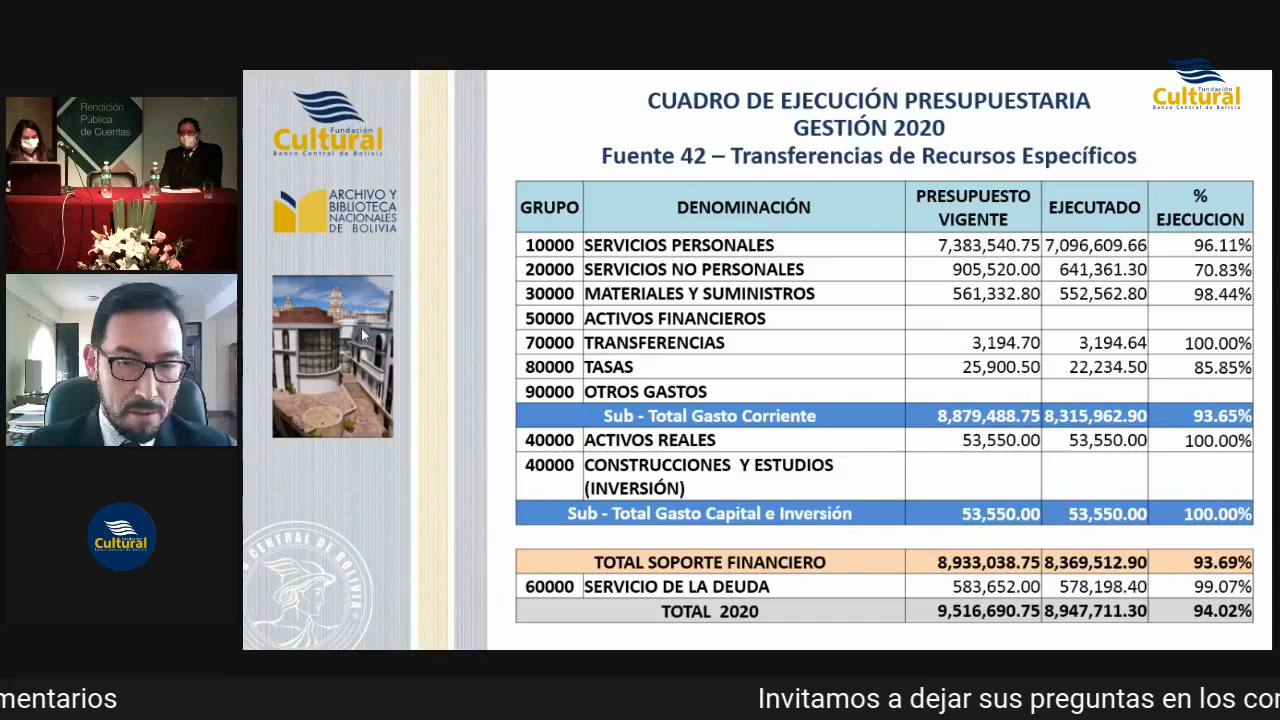 Rendición
Pública
de Cuentas
Fundación
Cultural
Banco Central de Bolivia
Fundación
Cultural
Banco Central de Bolivia
ARCHIVO Y
BIBLIOTECA
NACIONALES
DE BOLIVIA
Fundación
Cultural
Banco Central de Bolivia
CENTRAL DE BOLIVIA
CUADRO DE EJECUCIÓN PRESUPUESTARIA
GESTIÓN 2020
Fuente 42 – Transferencias de Recursos Específicos
GRUPO DENOMINACIÓN PRESUPUESTO VIGENTE EJECUTADO % EJECUCION
10000 SERVICIOS PERSONALES 7,383,540.75 7,096,609.66 96.11%
20000 SERVICIOS NO PERSONALES 905,520.00 641,361.30 70.83%
30000 MATERIALES Y SUMINISTROS 561,332.80 552,562.80 98.44%
50000 ACTIVOS FINANCIEROS
70000 TRANSFERENCIAS 3,194.70 3,194.64 100.00%
80000 TASAS 25,900.50 22,234.50 85.85%
90000 OTROS GASTOS
Sub - Total Gasto Corriente 8,879,488.75 8,315,962.90 93.65%
40000 ACTIVOS REALES 53,550.00 53,550.00 100.00%
40000 CONSTRUCCIONES Y ESTUDIOS
(INVERSIÓN)
Sub - Total Gasto Capital e Inversión 53,550.00 53,550.00 100.00%
TOTAL SOPORTE FINANCIERO 8,933,038.75 8,369,512.90 93.69%
60000 SERVICIO DE LA DEUDA 583,652.00 578,198.40 99.07%
TOTAL 2020 9,516,690.75 8,947,711.30 94.02%
mentarios Invitamos a dejar sus preguntas en los cor